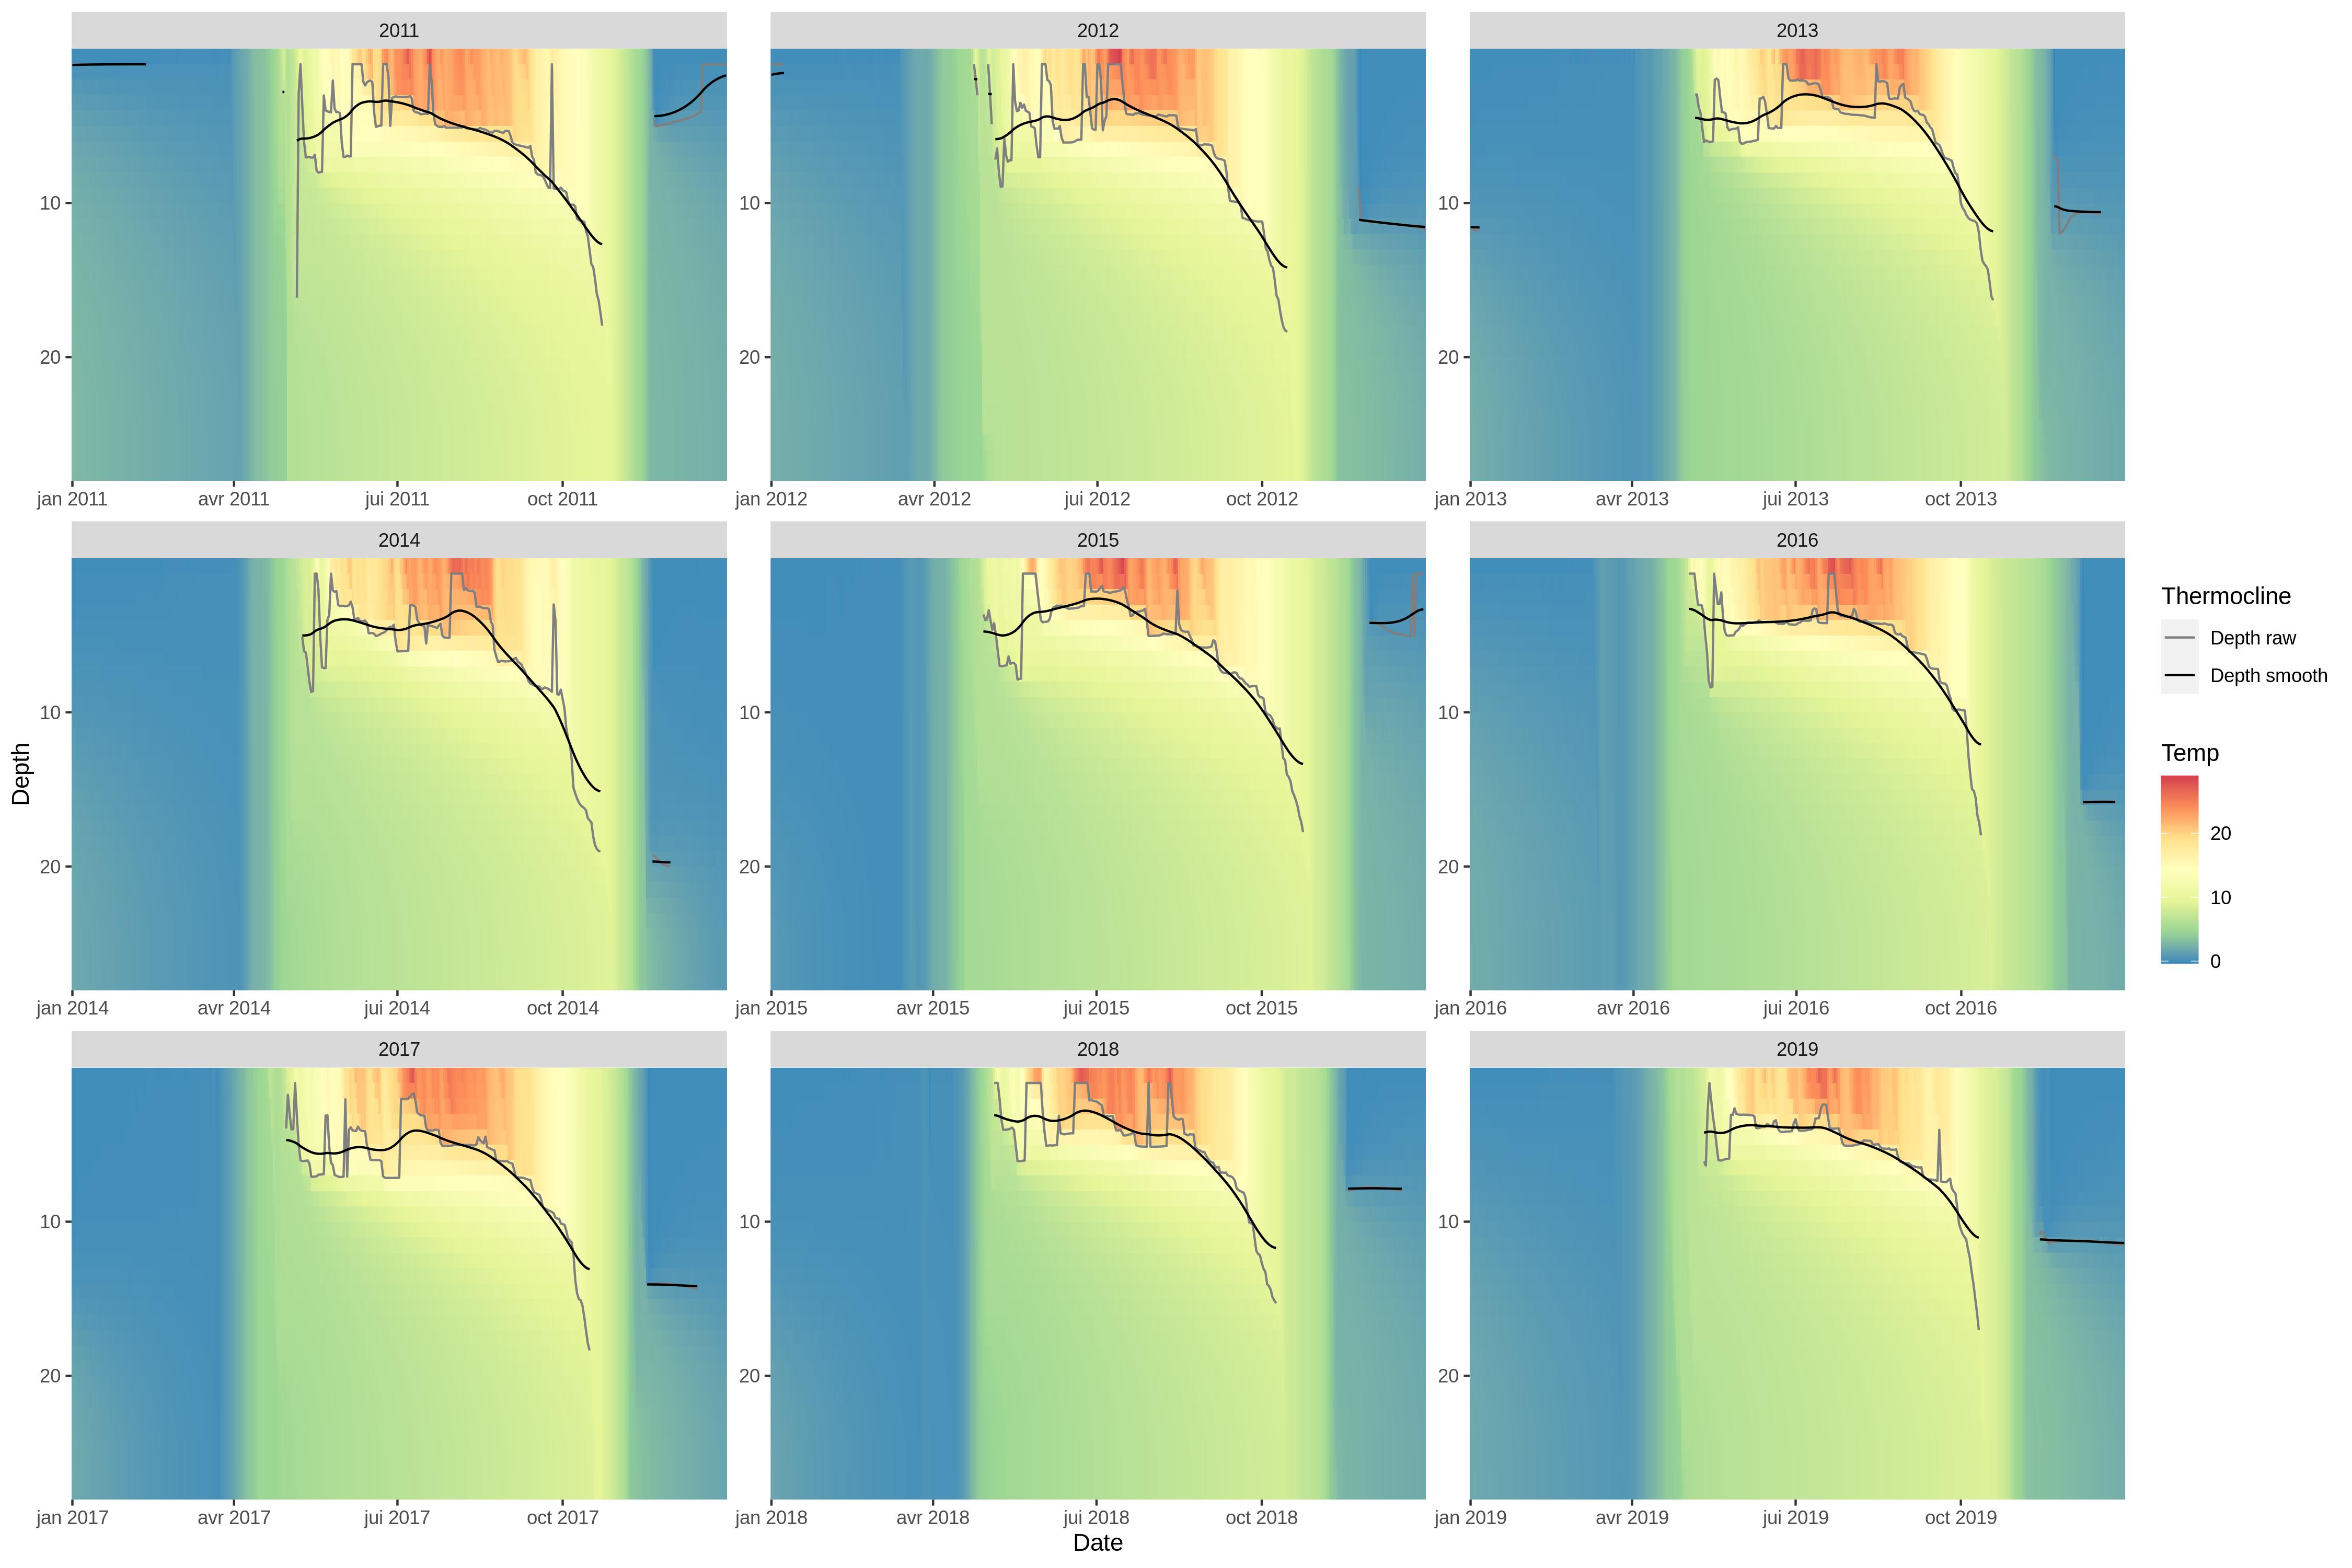 2011
2012
2013
10
20
jan 2011
avr 2011
jui 2011
oct 2011
10
20
jan 2012
avr 2012
jui 2012
oct 2012
10
20
jan 2013
avr 2013
jui 2013
oct 2013
2014
2015
2016
10
20
jan 2014
avr 2014
jui 2014
oct 2014
10
20
jan 2015
avr 2015
jui 2015
oct 2015
10
20
jan 2016
avr 2016
jui 2016
oct 2016
2017
2018
2019
10
20
jan 2017
avr 2017
jui 2017
oct 2017
10
20
jan 2018
avr 2018
jui 2018
oct 2018
10
20
jan 2019
avr 2019
jui 2019
oct 2019
Depth
Date
Thermocline
Depth raw
Depth smooth
Temp
20
10
0